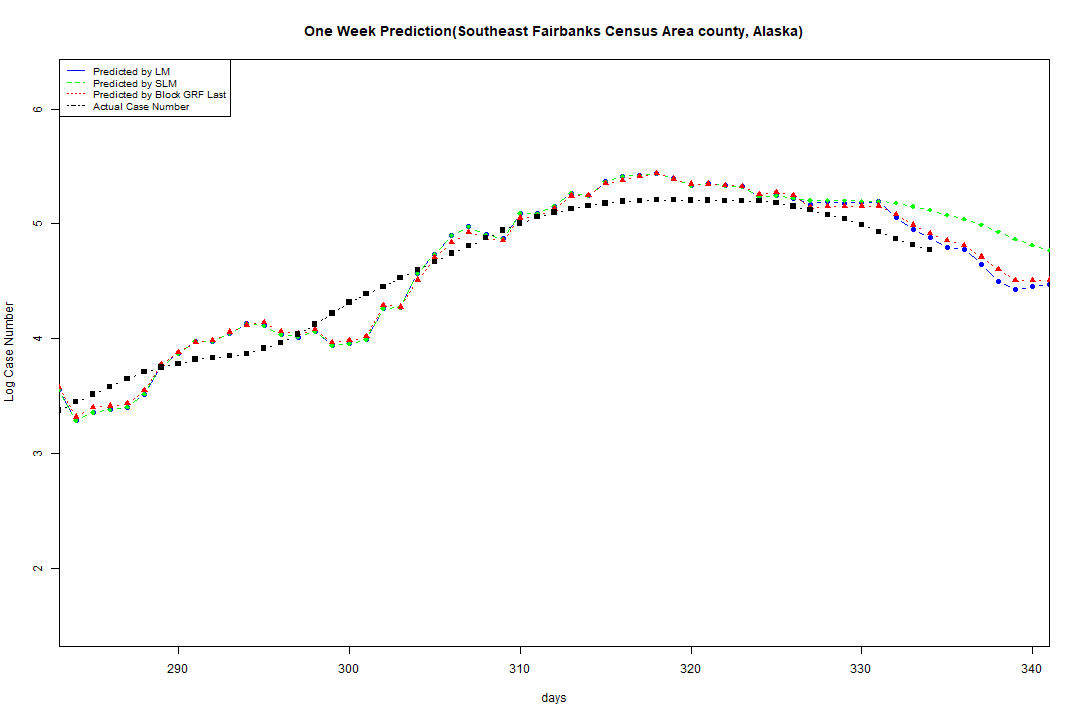 One Week Prediction(Southeast Fairbanks Census Area county, Alaska)
Predicted by LM
Predicted by SLM
Predicted by Block GRF Last
Actual Case Number
Log Case Number
6
5
4
3
2
290 300 310 320 330 340
days